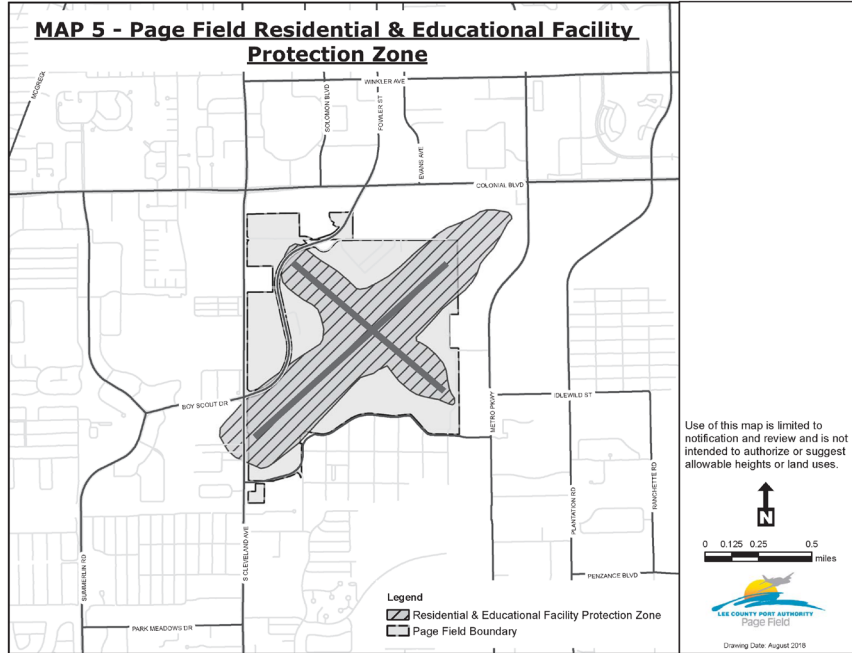 MAP 5 - Page Field Residential & Educational Facility
Protection Zone
MCGREGO
WINKLER AVE
SOLOMON BLVD
FOWLER ST
EVANS AVE
COLONIAL BLVD
BOY SCOUT DR
METRO PKWY
IDLEWILD ST
PLANTATION RD
RANCHETTE RD
SUMMERLIN RD
S CLEVELAND AVE
PENZANCE BLVD
PARK MEADOWS DR
Legend
Residential & Educational Facility Protection Zone
Page Field Boundary
Use of this map is limited to
notification and review and is not
intended to authorize or suggest
allowable heights or land uses.
N
0 0.125 0.25 0.5
miles
LEE COUNTY PORT AUTHORITY
Page Field
Drawing Date: August 2018